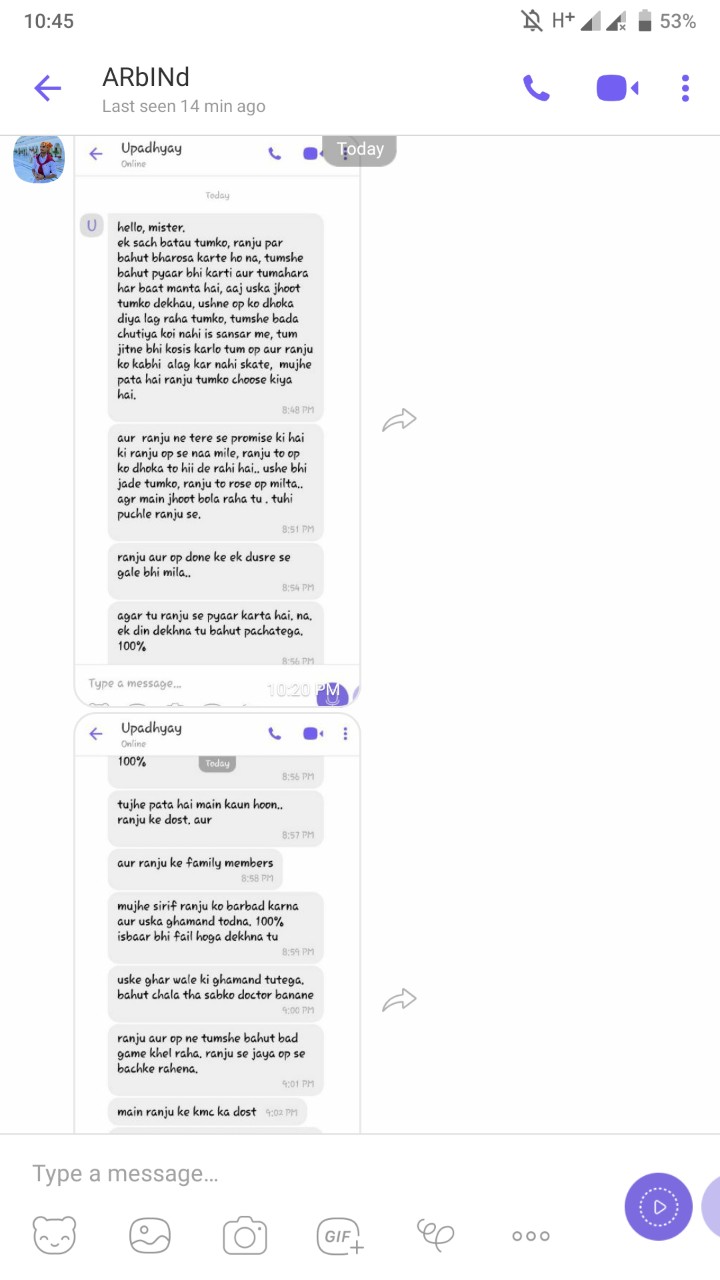 10:45
H+
53%
ARbINd
Last seen 14 min ago
Upadhyay
Online
Today
Today
U
hello, mister.
ek sach batau tumko, ranju par
bahut bharosa karte ho na, tumshe
bahut pyaar bhi karti aur tumahara
har baat manta hai, aaj uska jhoot
tumko dekhau, ushne op ko dhoka
diya lag raha tumko, tumshe bada
chutiya koi nahi is sansar me, tum
jitne bhi kosis karlo tum op aur ranju
ko kabhi alag kar nahi skate, mujhe
pata hai ranju tumko choose kiya
hai.
8:48 PM
aur ranju ne tere se promise ki hai
ki ranju op se naa mile, ranju to op
ko dhoka to hii de rahi hai.. ushe bhi
jade tumko, ranju to rose op milta..
agr main jhoot bola raha tu . tuhi
puchle ranju se.
8:51 PM
ranju aur op done ke ek dusre se
gale bhi mila..
8:54 PM
agar tu ranju se pyaar karta hai. na.
ek din dekhna tu bahut pachatega.
100%
8:56 PM
Type a message...
10:20 PM
Upadhyay
Online
100%
Today
8:56 PM
tujhe pata hai main kaun hoon..
ranju ke dost. aur
8:57 PM
aur ranju ke family members
8:58 PM
mujhe sirif ranju ko barbad karna
aur uska ghamand todna. 100%
isbaar bhi fail hoga dekhna tu
8:59 PM
uske ghar wale ki ghamand tutega.
bahut chala tha sabko doctor banane
9:00 PM
ranju aur op ne tumshe bahut bad
game khel raha. ranju se jaya op se
bachke rahena.
9:01 PM
main ranju ke kmc ka dost 9:02 PM
Type a message...
GIF